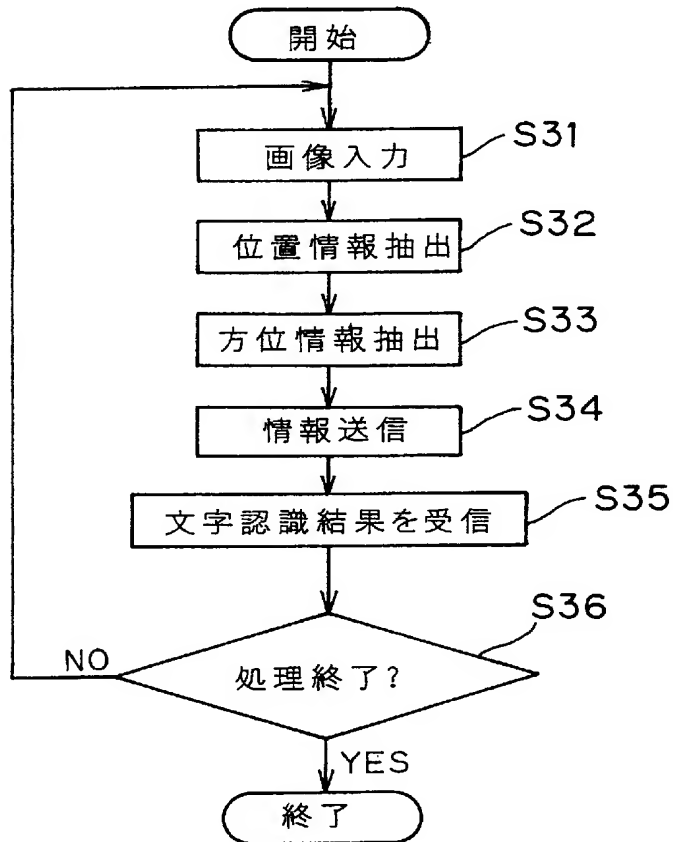 開始
画像入力
S31
位置情報抽出
S32
方位情報抽出
S33
情報送信
S34
文字認識結果を受信
S35
処理終了?
S36
NO
YES
終了